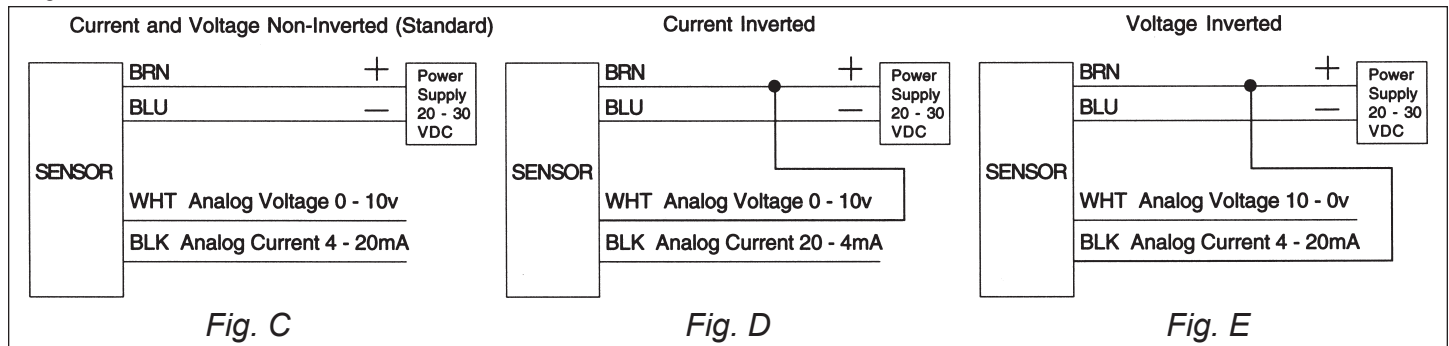 Current and Voltage Non-Inverted (Standard)
SENSOR
BRN
+
BLU
—
Power
Supply
20 - 30
VDC
WHT Analog Voltage 0 - 10v
BLK Analog Current 4 - 20mA
Fig. C
Current Inverted
SENSOR
BRN
+
BLU
—
Power
Supply
20 - 30
VDC
WHT Analog Voltage 0 - 10v
BLK Analog Current 20 - 4mA
Fig. D
Voltage Inverted
SENSOR
BRN
+
BLU
—
Power
Supply
20 - 30
VDC
WHT Analog Voltage 10 - 0v
BLK Analog Current 4 - 20mA
Fig. E